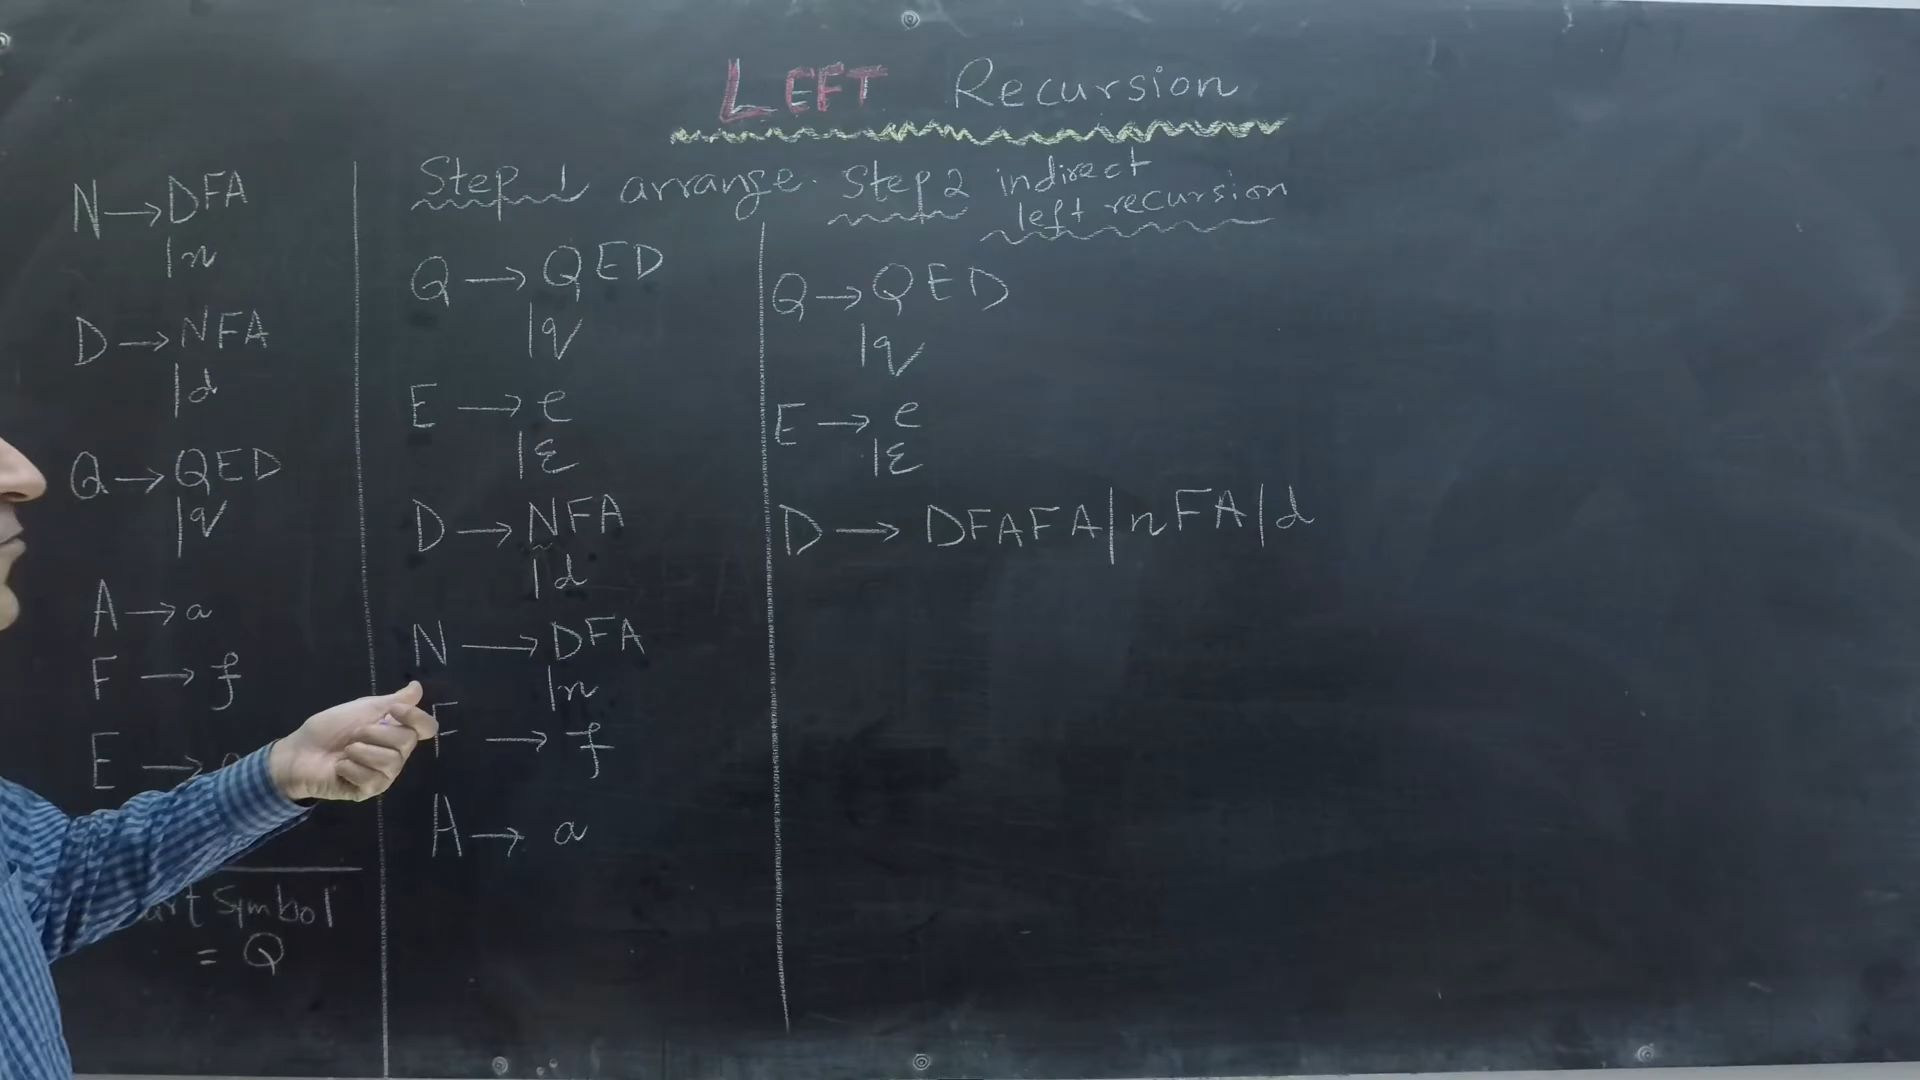 LEFT Recursion
N → DFA
| n
D → NFA
| d
Q → QED
| q
A → a
F → f
E →
Symbol
= Q
Step 1 arrange.
Q → QED
| q
E → e
| ε
D → NFA
| d
N → DFA
| n
F → f
A → a
Step 2 indirect
left recursion
Q → QED
| q
E → e
| ε
D → DFAFA | nFA | d